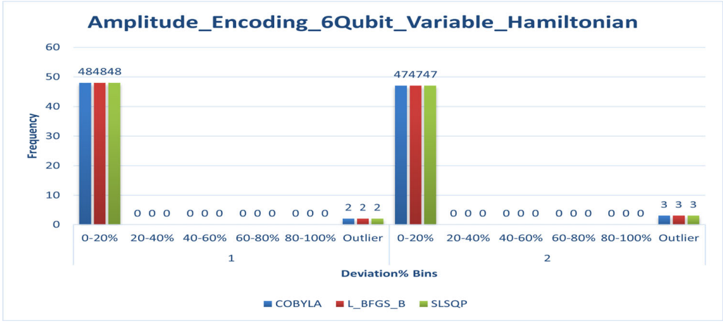 Amplitude_Encoding_6Qubit_Variable_Hamiltonian
60
50
40
30
20
10
0
Frequency
484848
0 0 0 0 0 0 0 0 0 0 0 0
2 2 2
474747
0 0 0 0 0 0 0 0 0 0 0 0
3 3 3
0-20% 20-40% 40-60% 60-80% 80-100% Outlier 0-20% 20-40% 40-60% 60-80% 80-100% Outlier
1 2
Deviation% Bins
COBYLA L_BFGS_B SLSQP